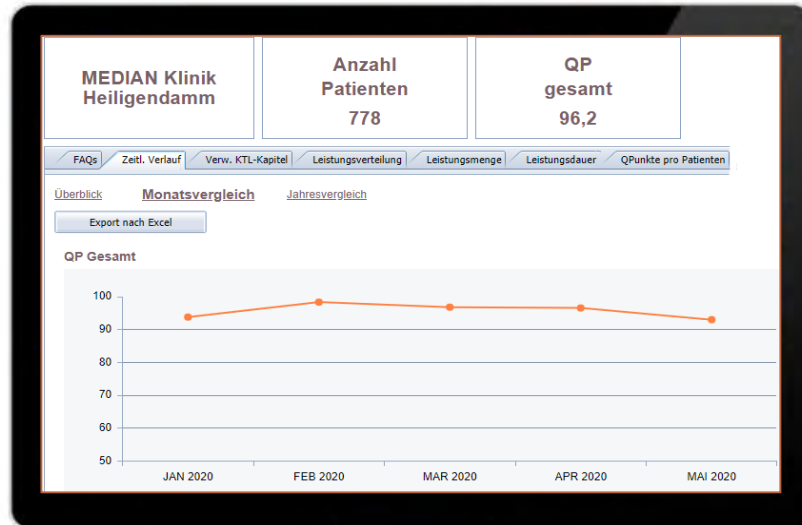 MEDIAN Klinik
Heiligendamm
Anzahl
Patienten
778
QP
gesamt
96,2
FAQs
Zeitl. Verlauf
Verw. KTL-Kapitel
Leistungsverteilung
Leistungsmenge
Leistungsdauer
QPunkte pro Patienten
Überblick
Monatsvergleich
Jahresvergleich
Export nach Excel
QP Gesamt
100
90
80
70
60
50
JAN 2020
FEB 2020
MAR 2020
APR 2020
MAI 2020